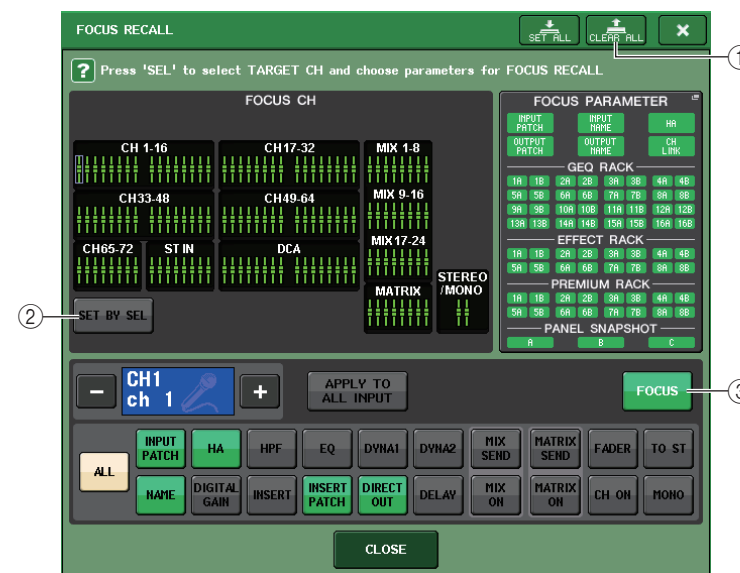 FOCUS RECALL
SET ALL
CLEAR ALL
1
? Press 'SEL' to select TARGET CH and choose parameters for FOCUS RECALL
FOCUS CH
CH 1-16
CH17-32
MIX 1-8
CH33-48
CH49-64
MIX 9-16
CH65-72
ST IN
DCA
MIX17-24
MATRIX
STEREO
/MONO
2
SET BY SEL
FOCUS PARAMETER
INPUT PATCH
INPUT NAME
HA
OUTPUT PATCH
OUTPUT NAME
CH LINK
GEQ RACK
1A 1B 2A 2B 3A 3B 4A 4B
5A 5B 6A 6B 7A 7B 8A 8B
9A 9B 10A 10B 11A 11B 12A 12B
13A 13B 14A 14B 15A 15B 16A 16B
EFFECT RACK
1A 1B 2A 2B 3A 3B 4A 4B
5A 5B 6A 6B 7A 7B 8A 8B
PREMIUM RACK
1A 1B 2A 2B 3A 3B 4A 4B
5A 5B 6A 6B 7A 7B 8A 8B
PANEL SNAPSHOT
A B C
CH1
ch 1
APPLY TO
ALL INPUT
FOCUS
3
ALL
INPUT PATCH
HA
HPF
EQ
DYNA1
DYNA2
MIX SEND
MATRIX SEND
FADER
TO ST
NAME
DIGITAL GAIN
INSERT
INSERT PATCH
DIRECT OUT
DELAY
MIX ON
MATRIX ON
CH ON
MONO
CLOSE